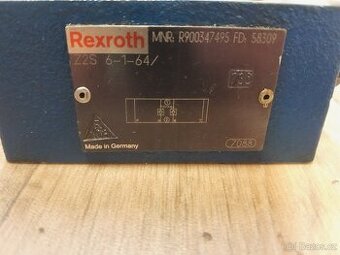 Rexroth MNR: R900347495 FD: 58309
Z2S 6-1-64/
Made in Germany